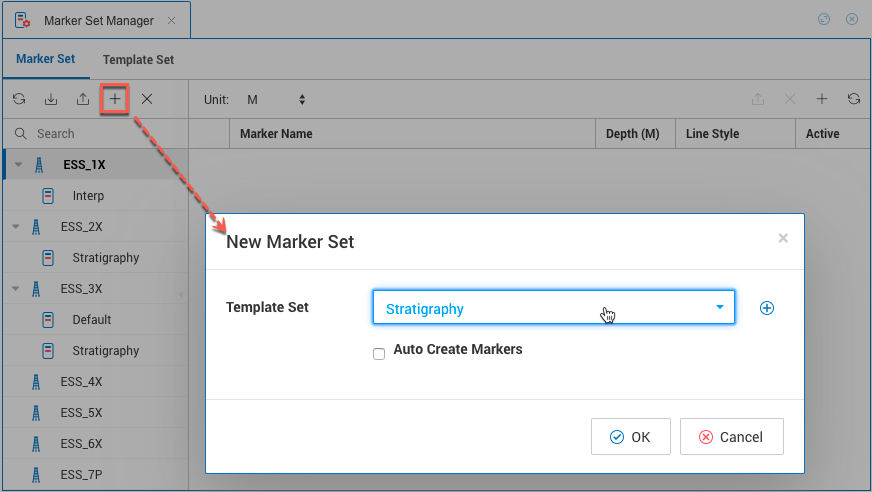 Marker Set Manager
Marker Set Template Set
Unit: M
Search
Marker Name Depth (M) Line Style Active
ESS_1X
Interp
ESS_2X
Stratigraphy
ESS_3X
Default
Stratigraphy
ESS_4X
ESS_5X
ESS_6X
ESS_7P
New Marker Set
Template Set Stratigraphy
Auto Create Markers
OK Cancel